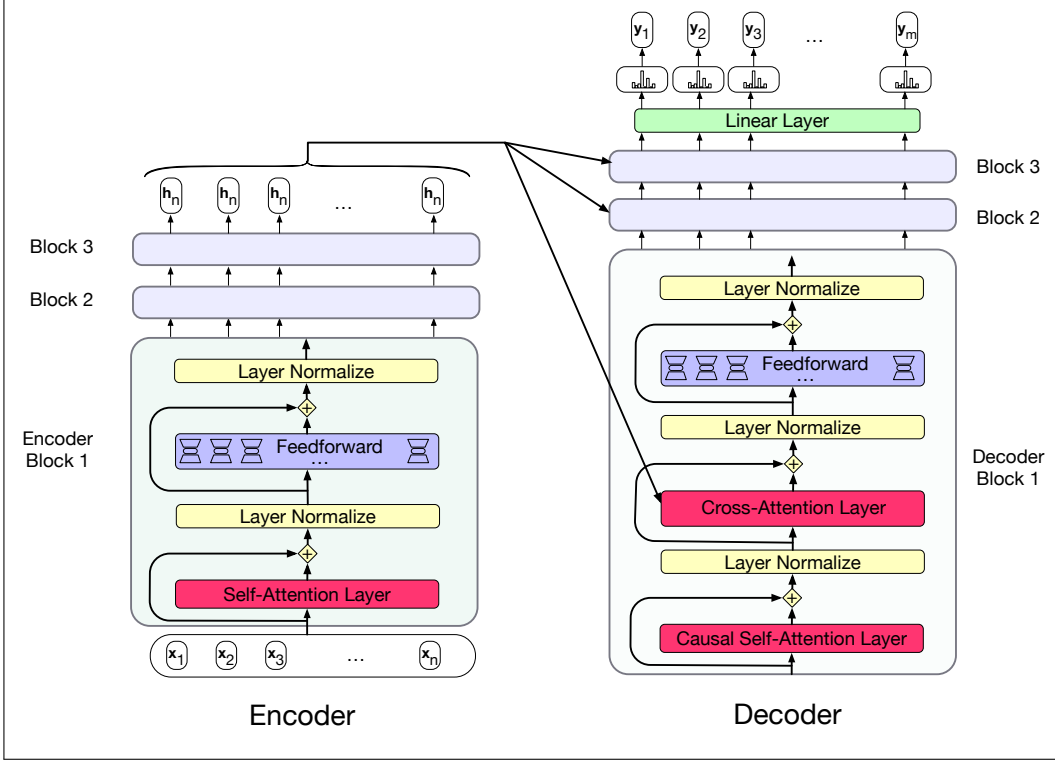 y1 y2 y3 ... ym
Linear Layer
Block 3
Block 2
hn hn hn ... hn
Block 3
Block 2
Layer Normalize
+
Feedforward
...
Layer Normalize
+
Self-Attention Layer
Encoder
Block 1
x1 x2 x3 ... xn
Encoder
Layer Normalize
+
Feedforward
...
Layer Normalize
+
Cross-Attention Layer
Layer Normalize
+
Causal Self-Attention Layer
Decoder
Block 1
Decoder